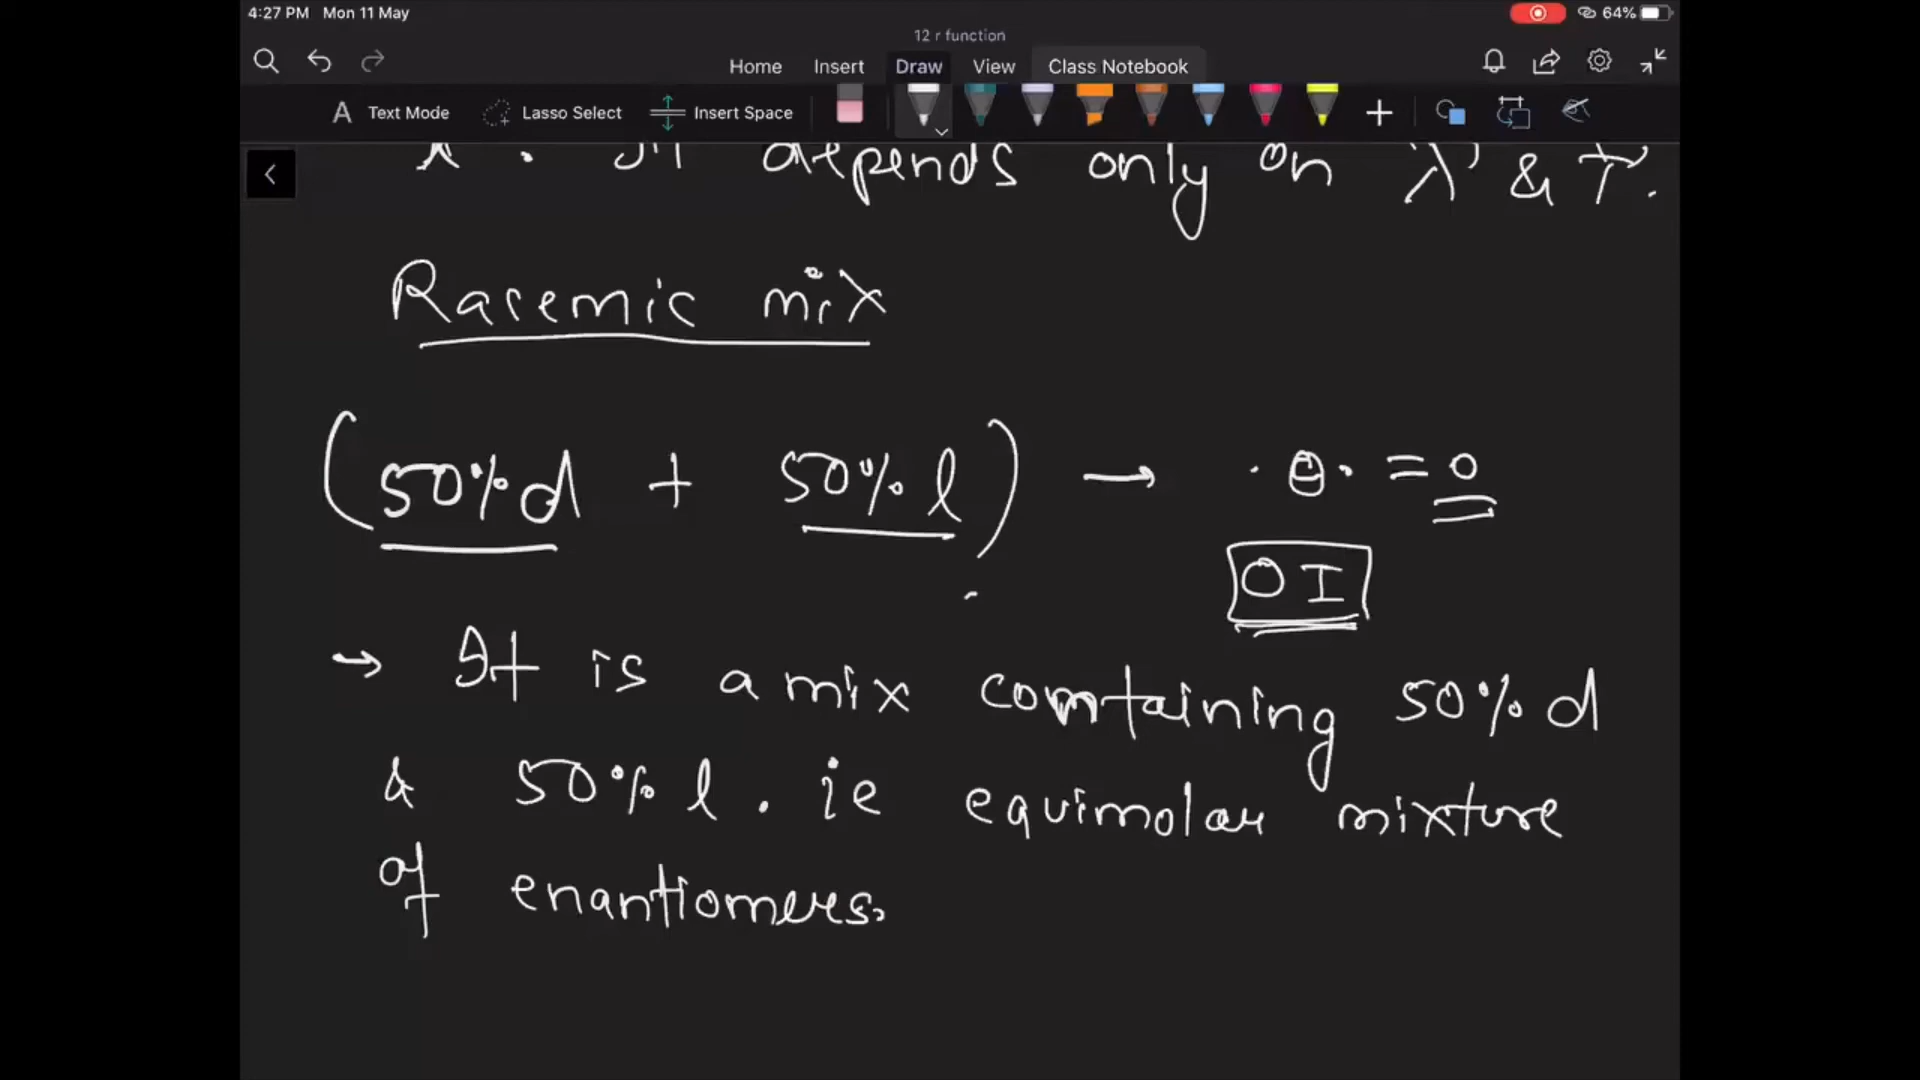 4:27 PM Mon 11 May
64%
12 r function
Home Insert Draw View Class Notebook
A Text Mode Lasso Select Insert Space
depends only on λ & T.
Racemic mix
(50% d + 50% l) → θ = 0
OI
→ It is a mix containing 50% d
& 50% l. ie equimolar mixture
of enantiomers.